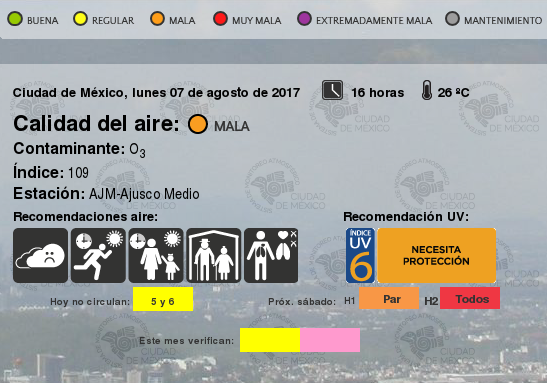 BUENA REGULAR MALA MUY MALA EXTREMADAMENTE MALA MANTENIMIENTO
Ciudad de México, lunes 07 de agosto de 2017 16 horas 26 ºC
Calidad del aire: MALA
Contaminante: O3
Índice: 109
Estación: AJM-Ajusco Medio
Recomendaciones aire: Recomendación UV:
ÍNDICE UV 6 NECESITA PROTECCIÓN
Hoy no circulan: 5 y 6 Próx. sábado: H1 Par H2 Todos
Este mes verifican: